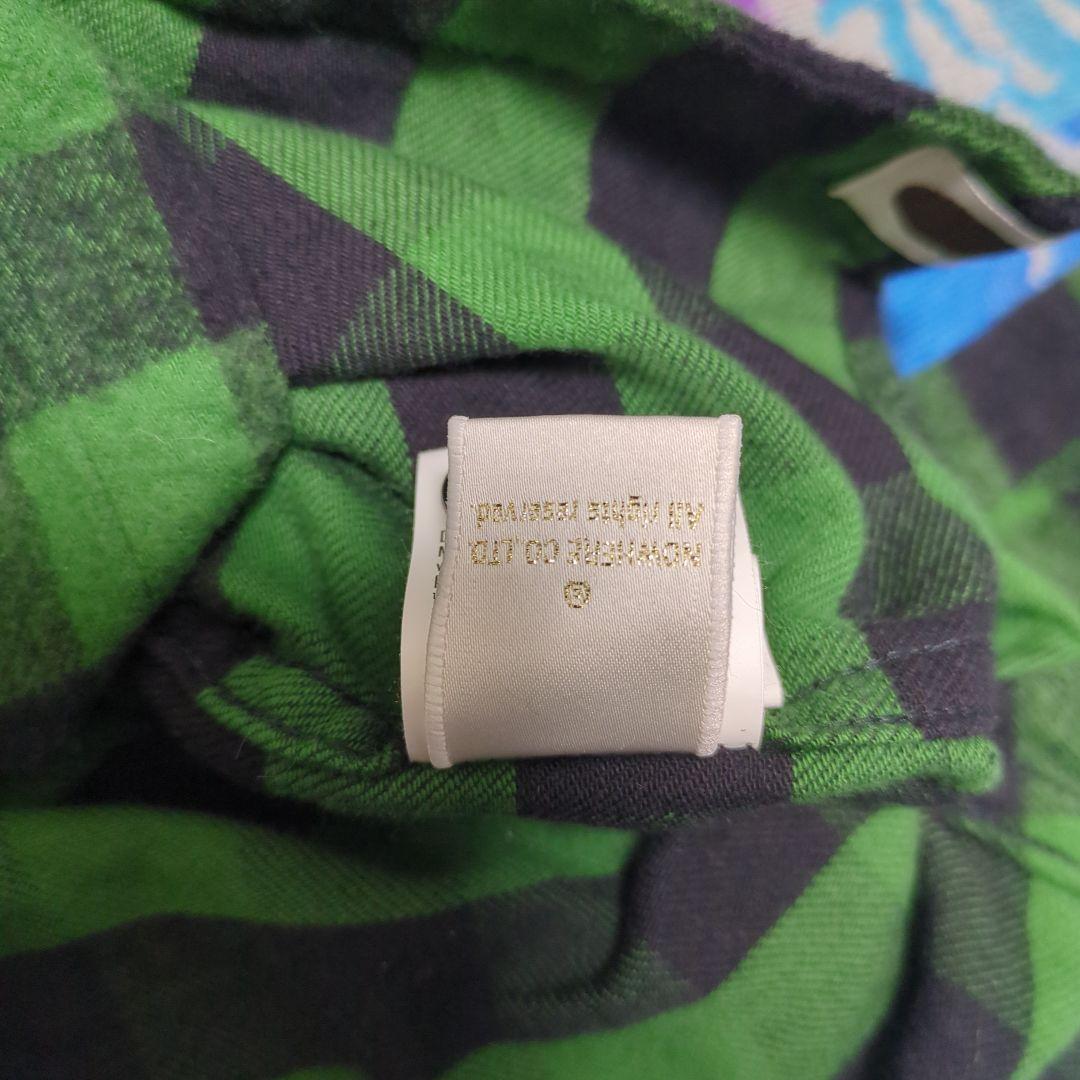 ®
NOWHERE CO.,LTD
All rights reserved.